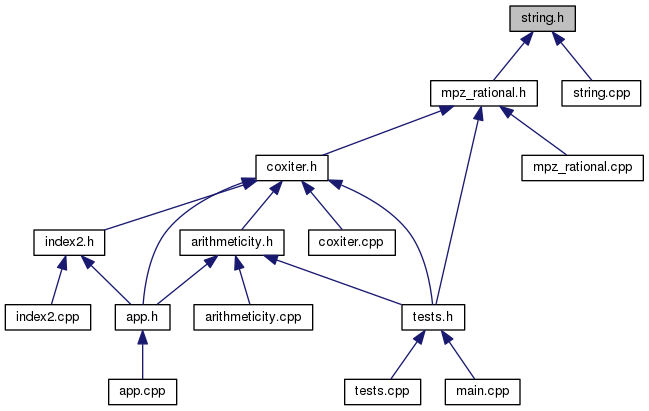 string.h
mpz_rational.h
string.cpp
coxiter.h
mpz_rational.cpp
index2.h
arithmeticity.h
coxiter.cpp
index2.cpp
app.h
arithmeticity.cpp
tests.h
app.cpp
tests.cpp
main.cpp